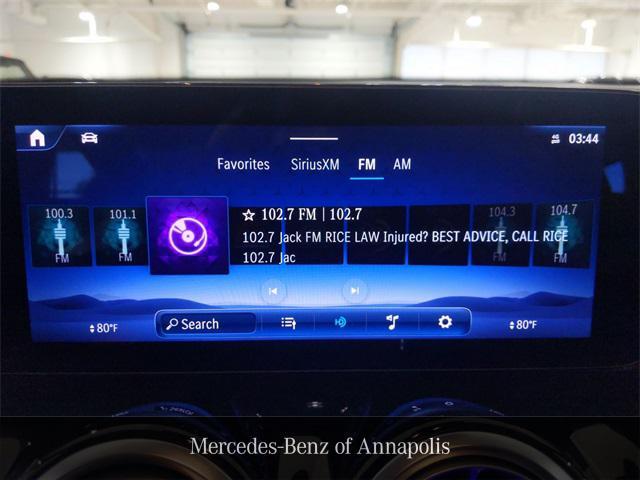 4G 03:44
Favorites SiriusXM FM AM
100.3 FM
101.1 FM
☆ 102.7 FM | 102.7
102.7 Jack FM RICE LAW Injured? BEST ADVICE, CALL RICE
102.7 Jac
104.3 FM
104.7 FM
80°F
Search
80°F
Mercedes-Benz of Annapolis